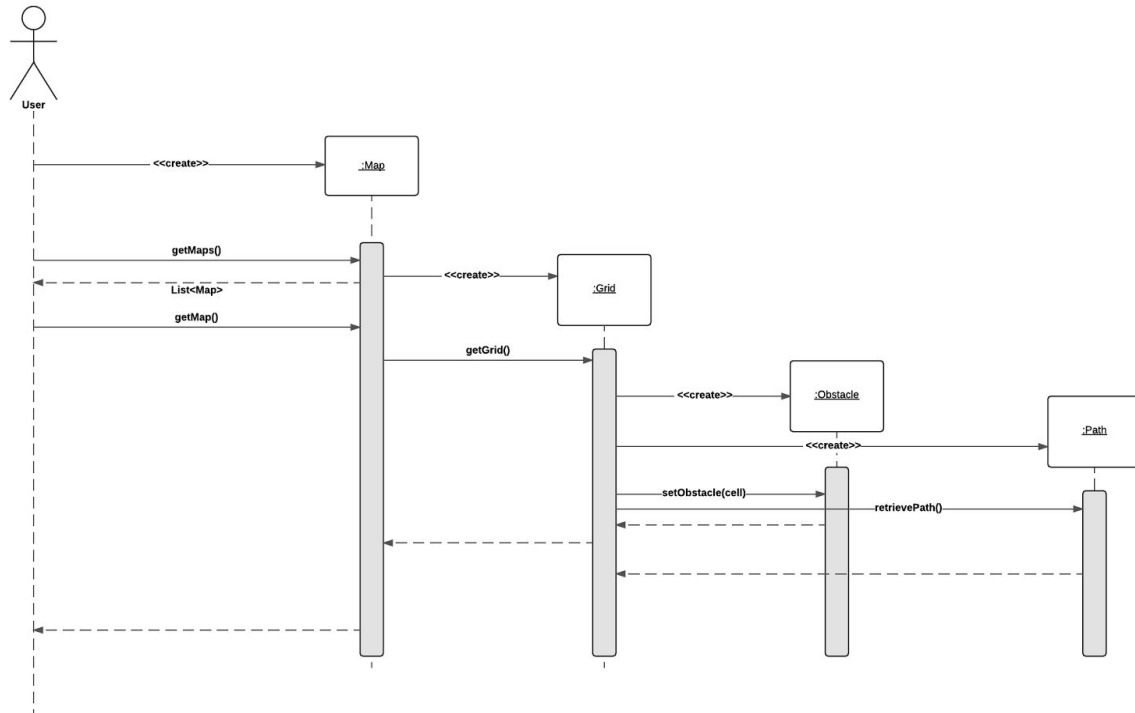 User
<<create>>
:Map
getMaps()
<<create>>
:Grid
List<Map>
getMap()
getGrid()
<<create>>
:Obstacle
:Path
<<create>>
setObstacle(cell)
retrievePath()